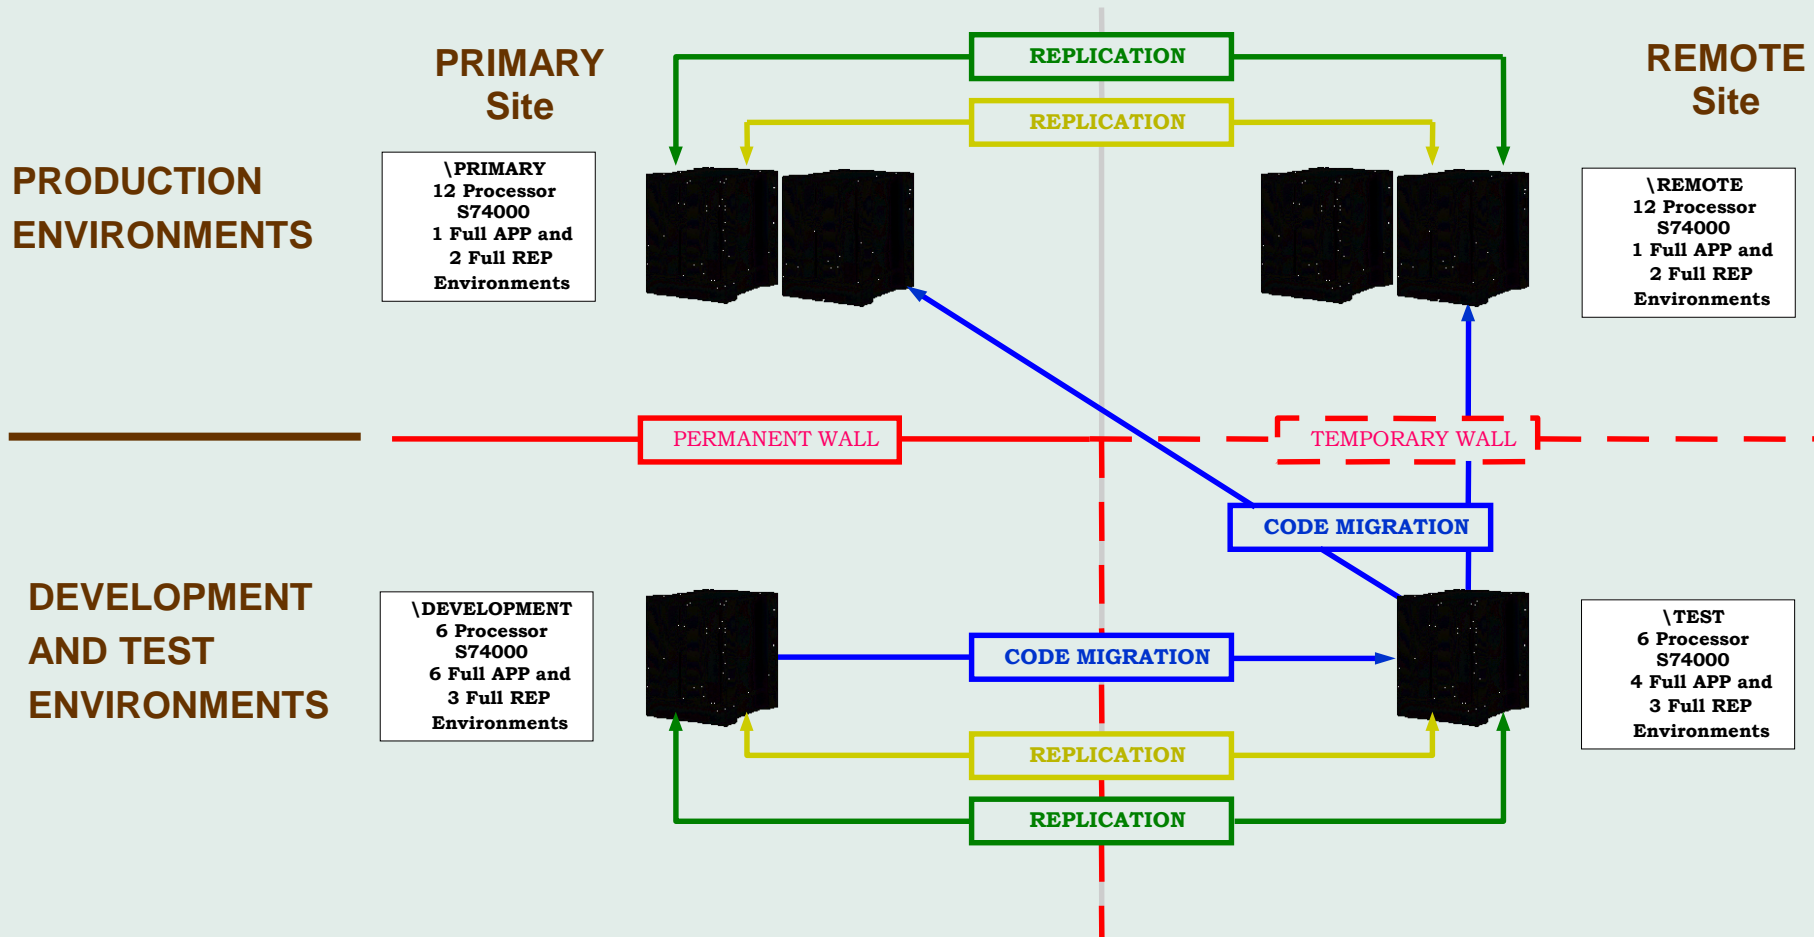 PRIMARY
Site
REPLICATION
REPLICATION
REMOTE
Site
PRODUCTION
ENVIRONMENTS
\PRIMARY
12 Processor
S74000
1 Full APP and
2 Full REP
Environments
\REMOTE
12 Processor
S74000
1 Full APP and
2 Full REP
Environments
PERMANENT WALL
TEMPORARY WALL
CODE MIGRATION
DEVELOPMENT
AND TEST
ENVIRONMENTS
\DEVELOPMENT
6 Processor
S74000
6 Full APP and
3 Full REP
Environments
CODE MIGRATION
\TEST
6 Processor
S74000
4 Full APP and
3 Full REP
Environments
REPLICATION
REPLICATION